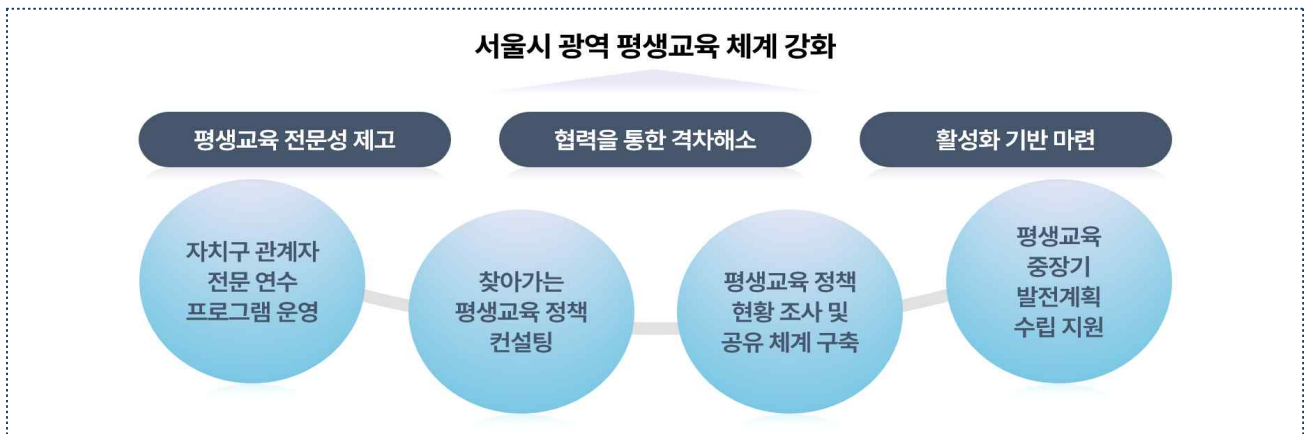 서울시 광역 평생교육 체계 강화
평생교육 전문성 제고
협력을 통한 격차해소
활성화 기반 마련
자치구 관계자
전문 연수
프로그램 운영
찾아가는
평생교육 정책
컨설팅
평생교육 정책
현황 조사 및
공유 체계 구축
평생교육
중장기
발전계획
수립 지원